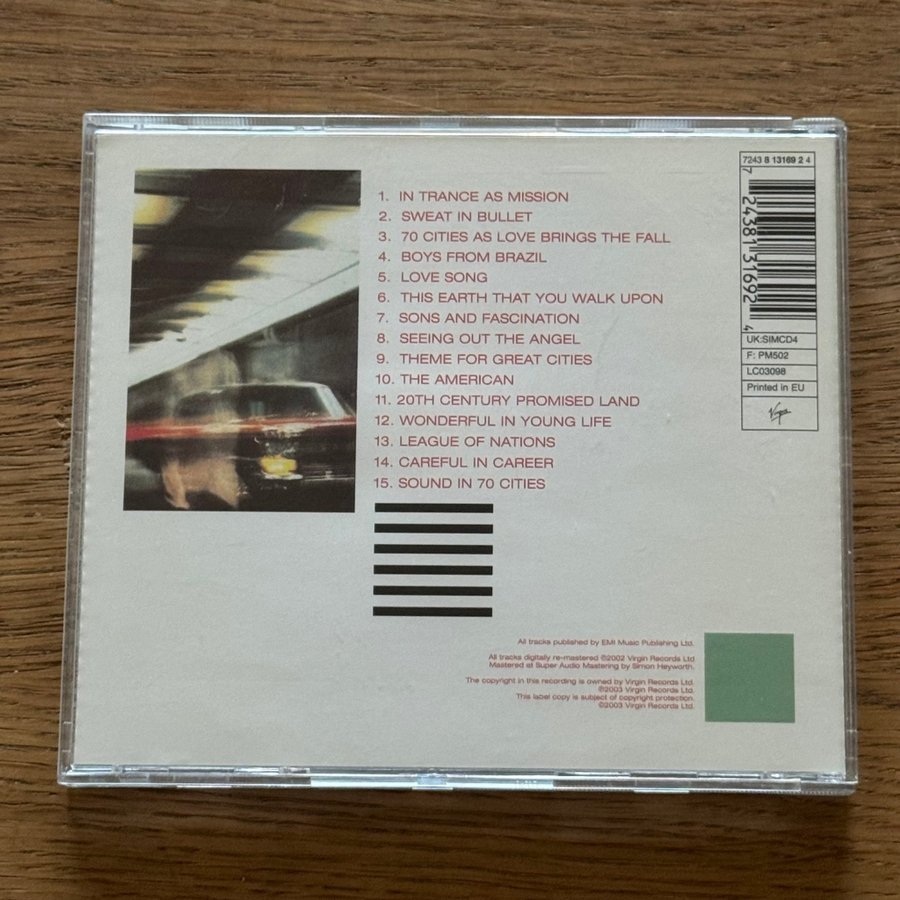 7243 8 13169 2 4
7 24381 31692 4
UK:SIMCD4
F: PM502
LC03098
Printed in EU
Virgin
1. IN TRANCE AS MISSION
2. SWEAT IN BULLET
3. 70 CITIES AS LOVE BRINGS THE FALL
4. BOYS FROM BRAZIL
5. LOVE SONG
6. THIS EARTH THAT YOU WALK UPON
7. SONS AND FASCINATION
8. SEEING OUT THE ANGEL
9. THEME FOR GREAT CITIES
10. THE AMERICAN
11. 20TH CENTURY PROMISED LAND
12. WONDERFUL IN YOUNG LIFE
13. LEAGUE OF NATIONS
14. CAREFUL IN CAREER
15. SOUND IN 70 CITIES
All tracks published by EMI Music Publishing Ltd.
All tracks digitally re-mastered ℗2002 Virgin Records Ltd
Mastered at Super Audio Mastering by Simon Heyworth.
The copyright in this recording is owned by Virgin Records Ltd.
℗2003 Virgin Records Ltd.
This label copy is subject of copyright protection.
©2003 Virgin Records Ltd.